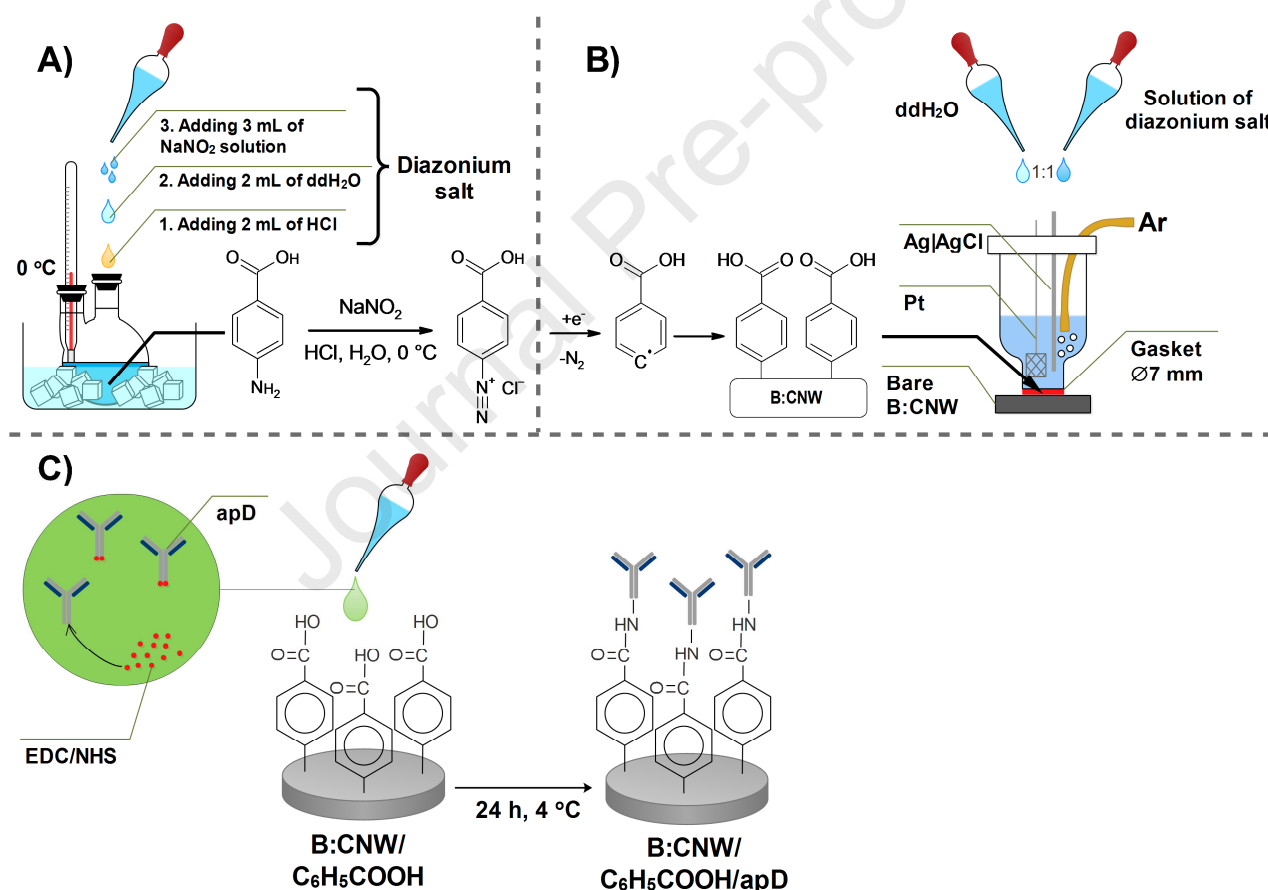 A)
3. Adding 3 mL of
NaNO₂ solution
2. Adding 2 mL of ddH₂O
1. Adding 2 mL of HCl
Diazonium
salt
0 °C
O
OH
NH₂
NaNO₂
HCl, H₂O, 0 °C
O
OH
N⁺ Cl⁻
N
B)
ddH₂O
Solution of
diazonium salt
1:1
+e⁻
-N₂
O
OH
C•
HO
O
O
OH
B:CNW
Ag|AgCl
Pt
Bare
B:CNW
Ar
Gasket
∅7 mm
C)
apD
EDC/NHS
HO
O=C
HO
O=C
HO
O=C
24 h, 4 °C
HN
O=C
HN
O=C
HN
O=C
B:CNW/
C₆H₅COOH
B:CNW/
C₆H₅COOH/apD
Journal Pre-pro